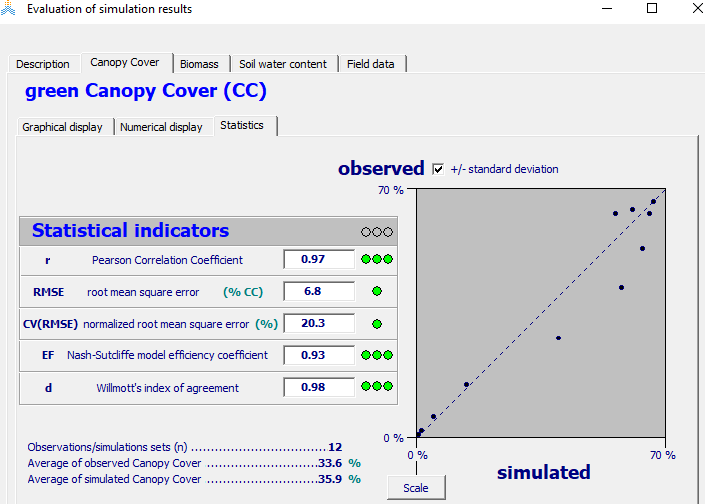 Evaluation of simulation results
Description Canopy Cover Biomass Soil water content Field data
green Canopy Cover (CC)
Graphical display Numerical display Statistics
observed +/- standard deviation
70 %
Statistical indicators
r Pearson Correlation Coefficient 0.97
RMSE root mean square error (% CC) 6.8
CV(RMSE) normalized root mean square error (%) 20.3
EF Nash-Sutcliffe model efficiency coefficient 0.93
d Willmott's index of agreement 0.98
0 %
Observations/simulations sets (n) ................................... 12
Average of observed Canopy Cover ............................ 33.6 %
Average of simulated Canopy Cover ........................... 35.9 %
0 % 70 %
simulated
Scale